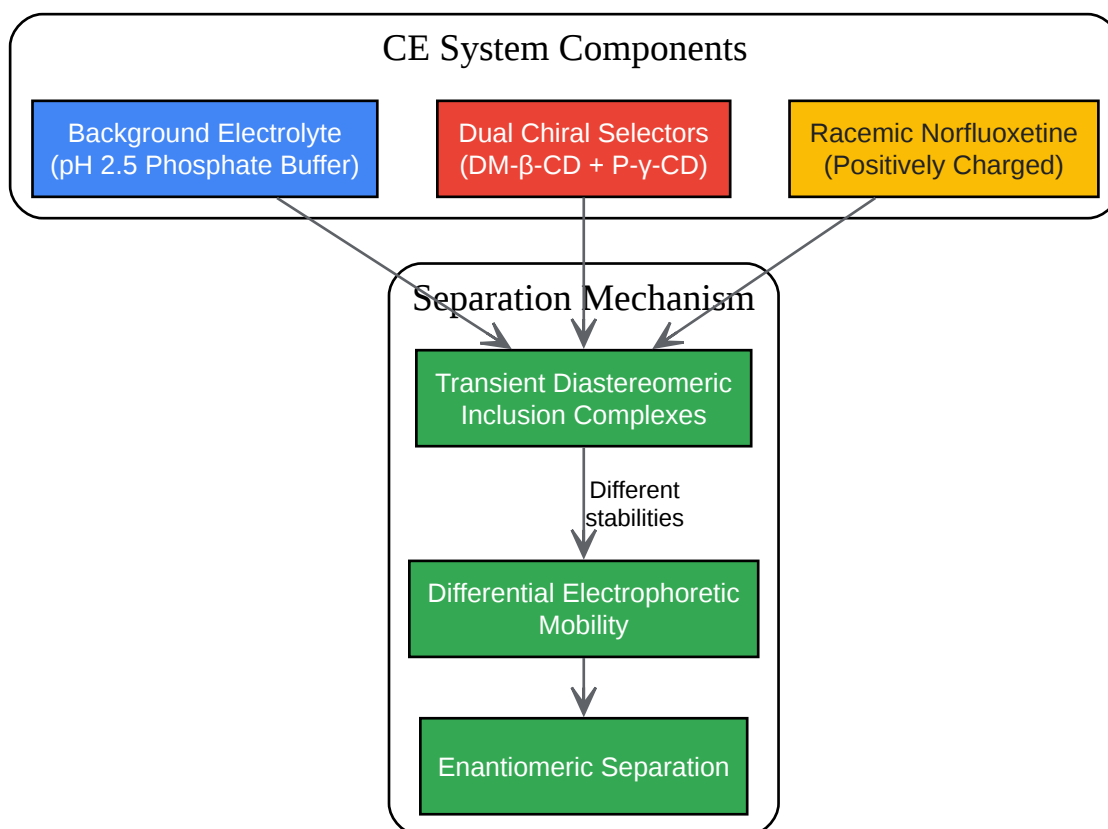 CE System Components
Background Electrolyte
(pH 2.5 Phosphate Buffer)
Dual Chiral Selectors
(DM-β-CD + P-γ-CD)
Racemic Norfluoxetine
(Positively Charged)
Separation Mechanism
Transient Diastereomeric
Inclusion Complexes
Different
stabilities
Differential Electrophoretic
Mobility
Enantiomeric Separation